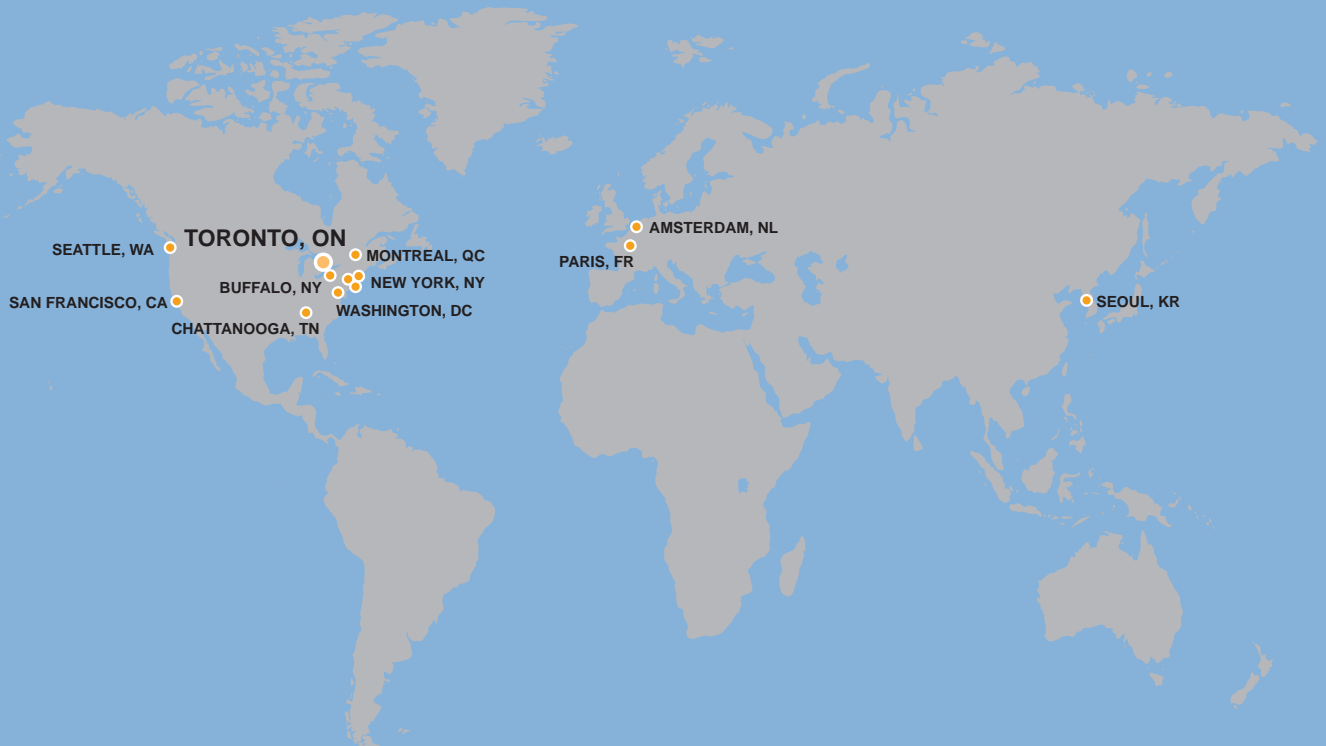 TORONTO, ON
AMSTERDAM, NL
SEATTLE, WA
MONTREAL, QC
PARIS, FR
BUFFALO, NY
NEW YORK, NY
SAN FRANCISCO, CA
SEOUL, KR
WASHINGTON, DC
CHATTANOOGA, TN